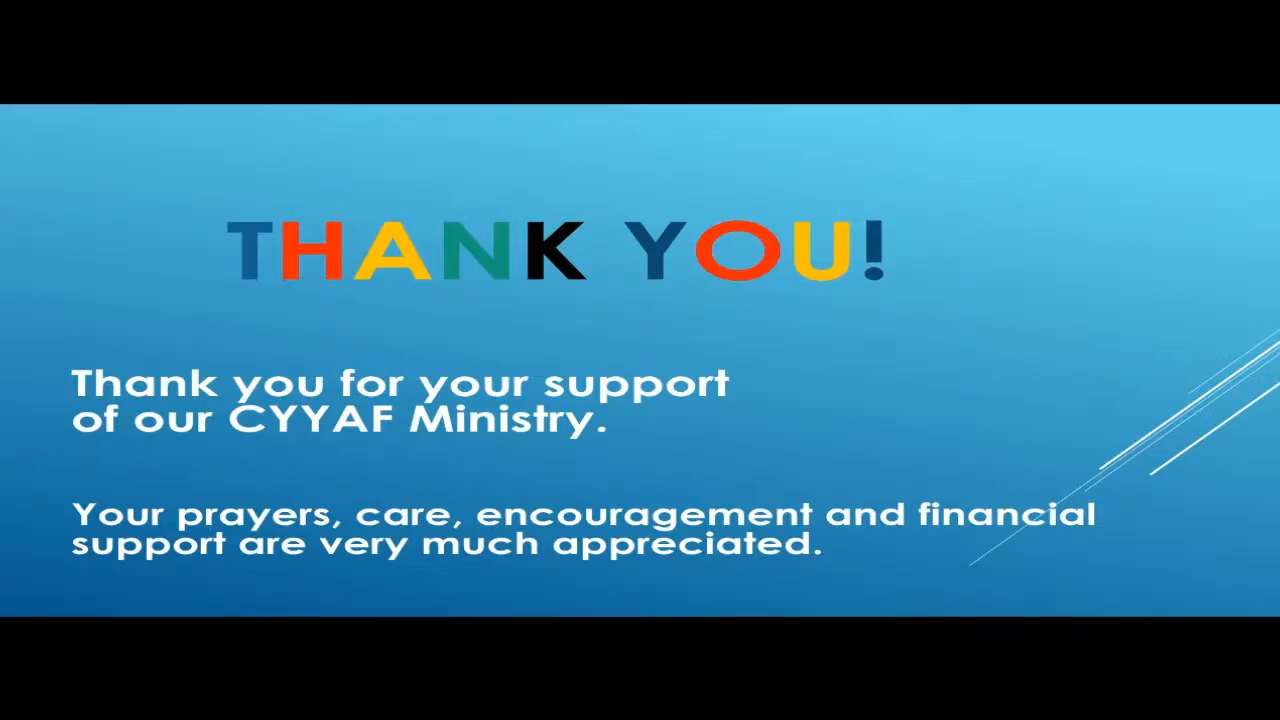 THANK YOU!
Thank you for your support
of our CYYAF Ministry.
Your prayers, care, encouragement and financial
support are very much appreciated.